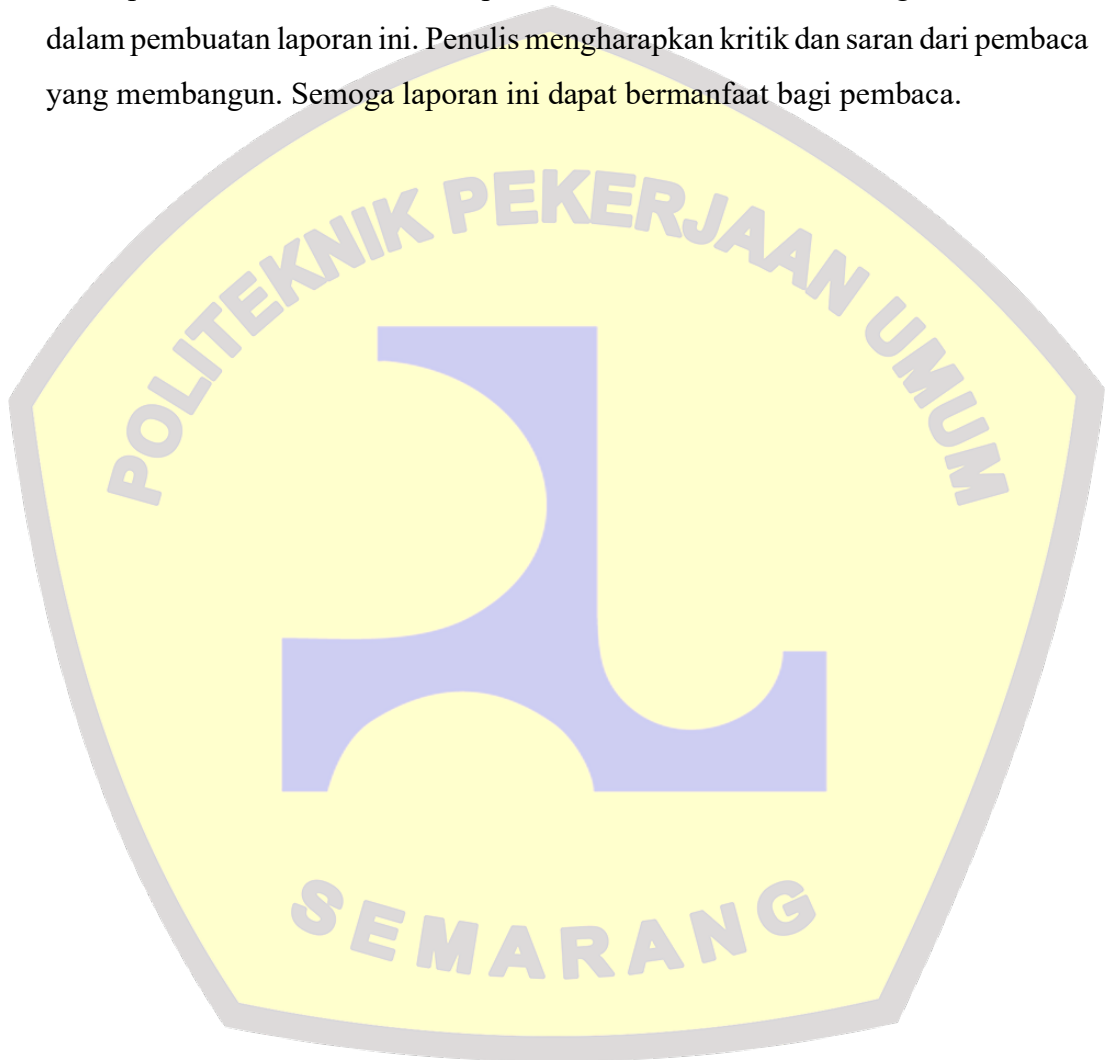 dalam pembuatan laporan ini. Penulis mengharapkan kritik dan saran dari pembaca
yang membangun. Semoga laporan ini dapat bermanfaat bagi pembaca.
POLITEKNIK PEKERJAAN UMUM
SEMARANG